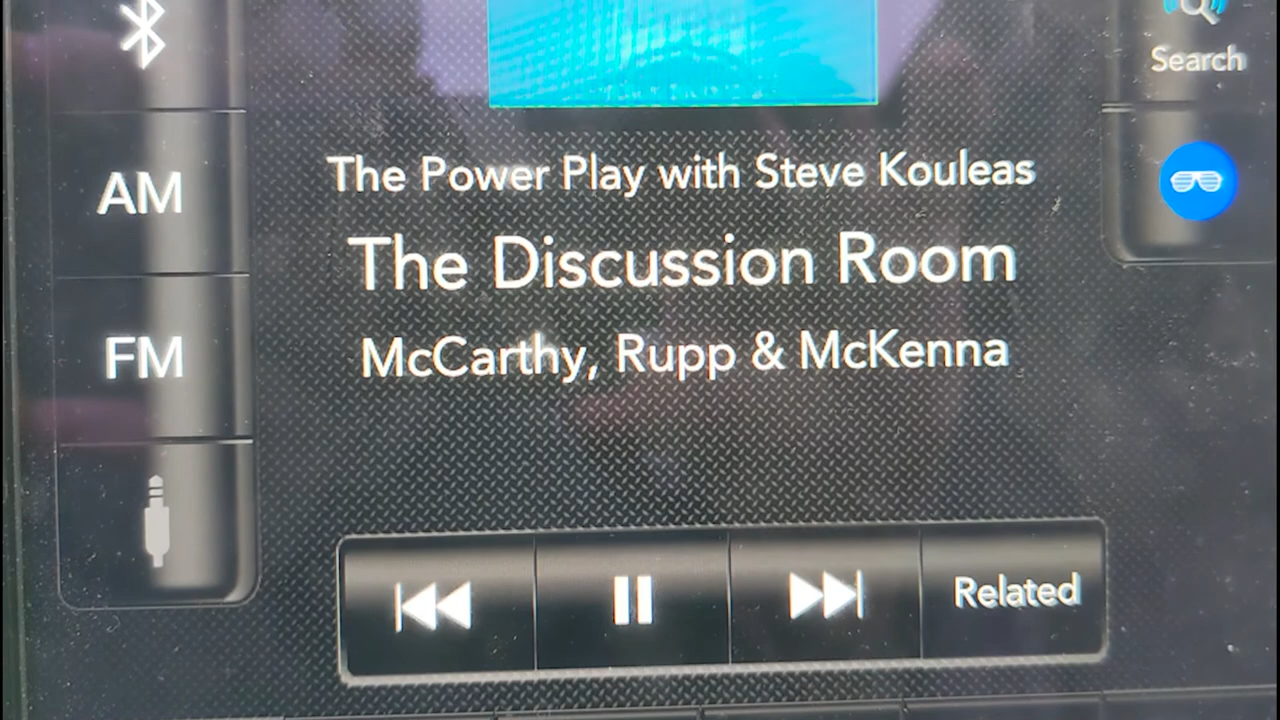 Search
AM
The Power Play with Steve Kouleas
The Discussion Room
FM
McCarthy, Rupp & McKenna
Related